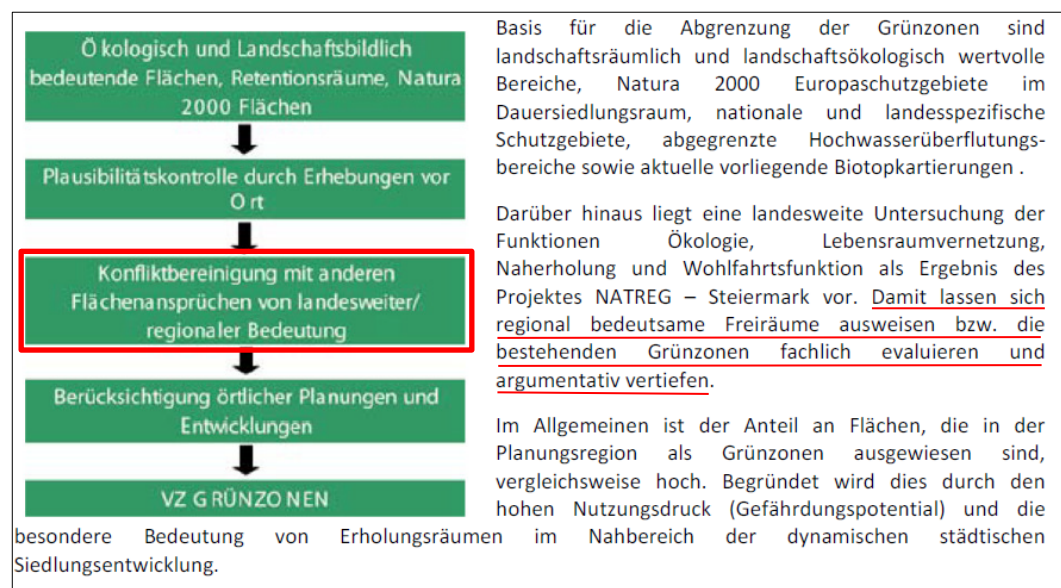 Ökologisch und Landschaftsbildlich
bedeutende Flächen, Retentionsräume, Natura
2000 Flächen
Plausibilitätskontrolle durch Erhebungen vor
Ort
Konfliktbereinigung mit anderen
Flächenansprüchen von landesweiter/
regionaler Bedeutung
Berücksichtigung örtlicher Planungen und
Entwicklungen
VZ GRÜNZONEN
Basis für die Abgrenzung der Grünzonen sind
landschaftsräumlich und landschaftsökologisch wertvolle
Bereiche, Natura 2000 Europaschutzgebiete im
Dauersiedlungsraum, nationale und landesspezifische
Schutzgebiete, abgegrenzte Hochwasserüberflutungs-
bereiche sowie aktuelle vorliegende Biotopkartierungen .
Darüber hinaus liegt eine landesweite Untersuchung der
Funktionen Ökologie, Lebensraumvernetzung,
Naherholung und Wohlfahrtsfunktion als Ergebnis des
Projektes NATREG – Steiermark vor. Damit lassen sich
regional bedeutsame Freiräume ausweisen bzw. die
bestehenden Grünzonen fachlich evaluieren und
argumentativ vertiefen.
Im Allgemeinen ist der Anteil an Flächen, die in der
Planungsregion als Grünzonen ausgewiesen sind,
vergleichsweise hoch. Begründet wird dies durch den
hohen Nutzungsdruck (Gefährdungspotential) und die
besondere Bedeutung von Erholungsräumen im Nahbereich der dynamischen städtischen
Siedlungsentwicklung.